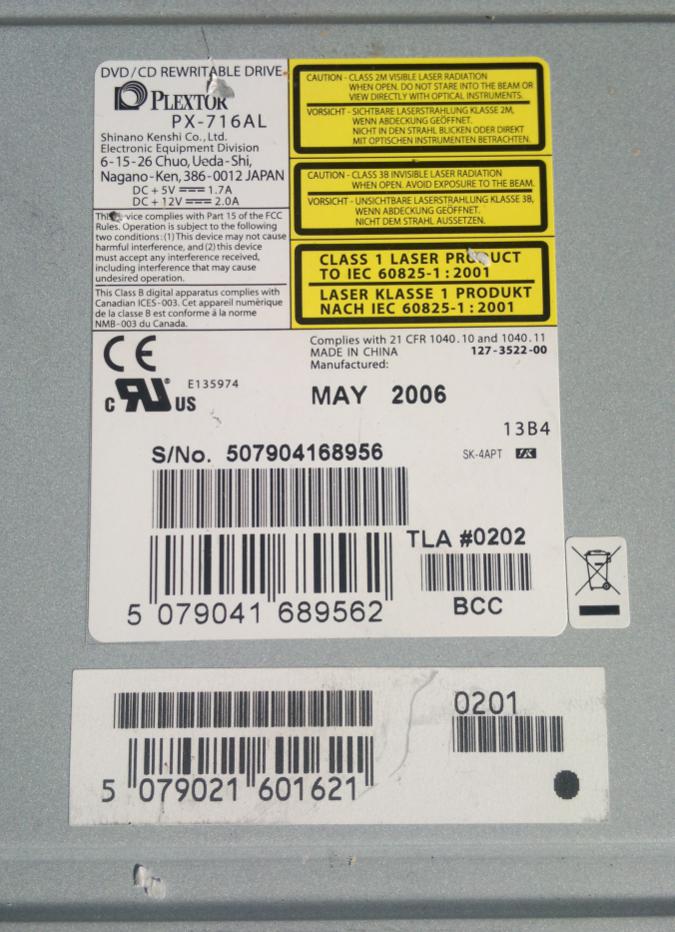 DVD/CD REWRITABLE DRIVE
PLEXTOR
PX-716AL
Shinano Kenshi Co., Ltd.
Electronic Equipment Division
6-15-26 Chuo, Ueda-Shi,
Nagano-Ken, 386-0012 JAPAN
DC + 5V 1.7A
DC + 12V 2.0A
This device complies with Part 15 of the FCC
Rules. Operation is subject to the following
two conditions: (1) This device may not cause
harmful interference, and (2) this device
must accept any interference received,
including interference that may cause
undesired operation.
This Class B digital apparatus complies with
Canadian ICES-003. Cet appareil numérique
de la classe B est conforme à la norme
NMB-003 du Canada.
CAUTION - CLASS 2M VISIBLE LASER RADIATION
WHEN OPEN. DO NOT STARE INTO THE BEAM OR
VIEW DIRECTLY WITH OPTICAL INSTRUMENTS.
VORSICHT - SICHTBARE LASERSTRAHLUNG KLASSE 2M,
WENN ABDECKUNG GEÖFFNET.
NICHT IN DEN STRAHL BLICKEN ODER DIREKT
MIT OPTISCHEN INSTRUMENTEN BETRACHTEN.
CAUTION - CLASS 3B INVISIBLE LASER RADIATION
WHEN OPEN. AVOID EXPOSURE TO THE BEAM.
VORSICHT - UNSICHTBARE LASERSTRAHLUNG KLASSE 3B,
WENN ABDECKUNG GEÖFFNET.
NICHT DEM STRAHL AUSSETZEN.
CLASS 1 LASER PRODUCT
TO IEC 60825-1 : 2001
LASER KLASSE 1 PRODUKT
NACH IEC 60825-1 : 2001
CE
c RU ® US
E135974
Complies with 21 CFR 1040.10 and 1040.11
MADE IN CHINA 127-3522-00
Manufactured:
MAY 2006
13B4
S/No. 507904168956
SK-4APT
TLA #0202
5 079041 689562
BCC
0201
5 079021 601621